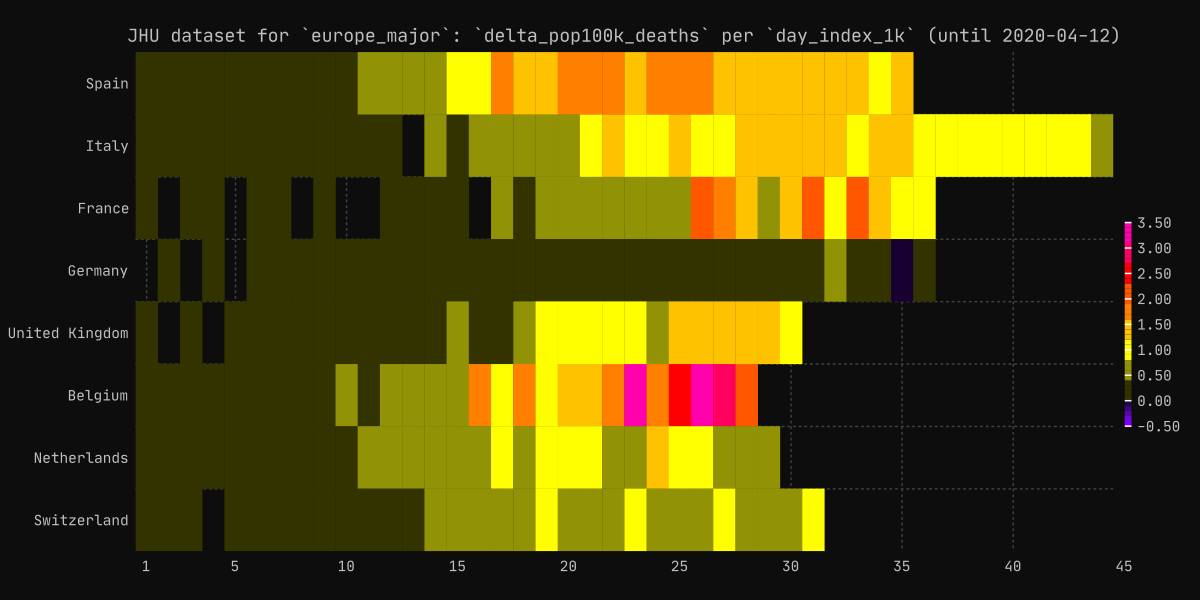 JHU dataset for `europe_major`: `delta_pop100k_deaths` per `day_index_1k` (until 2020-04-12)
Spain
Italy
France
Germany
United Kingdom
Belgium
Netherlands
Switzerland
3.50
3.00
2.50
2.00
1.50
1.00
0.50
0.00
-0.50
1 5 10 15 20 25 30 35 40 45